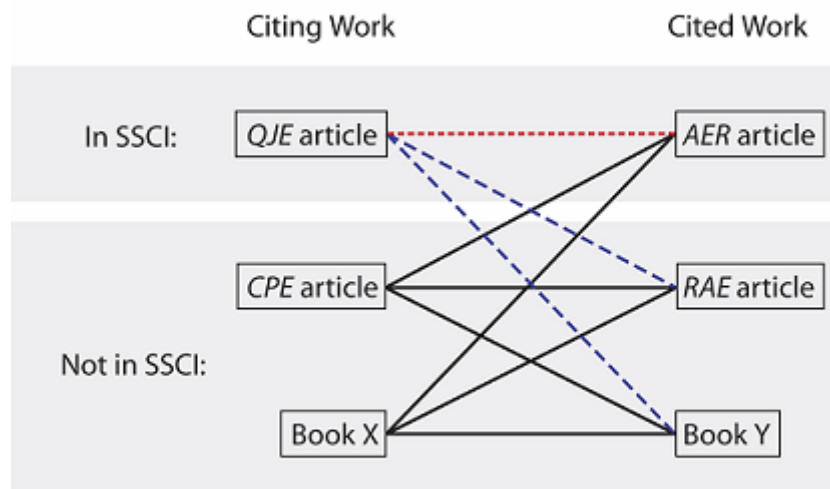 Citing Work Cited Work
In SSCI: QJE article AER article
CPE article RAE article
Not in SSCI:
Book X Book Y